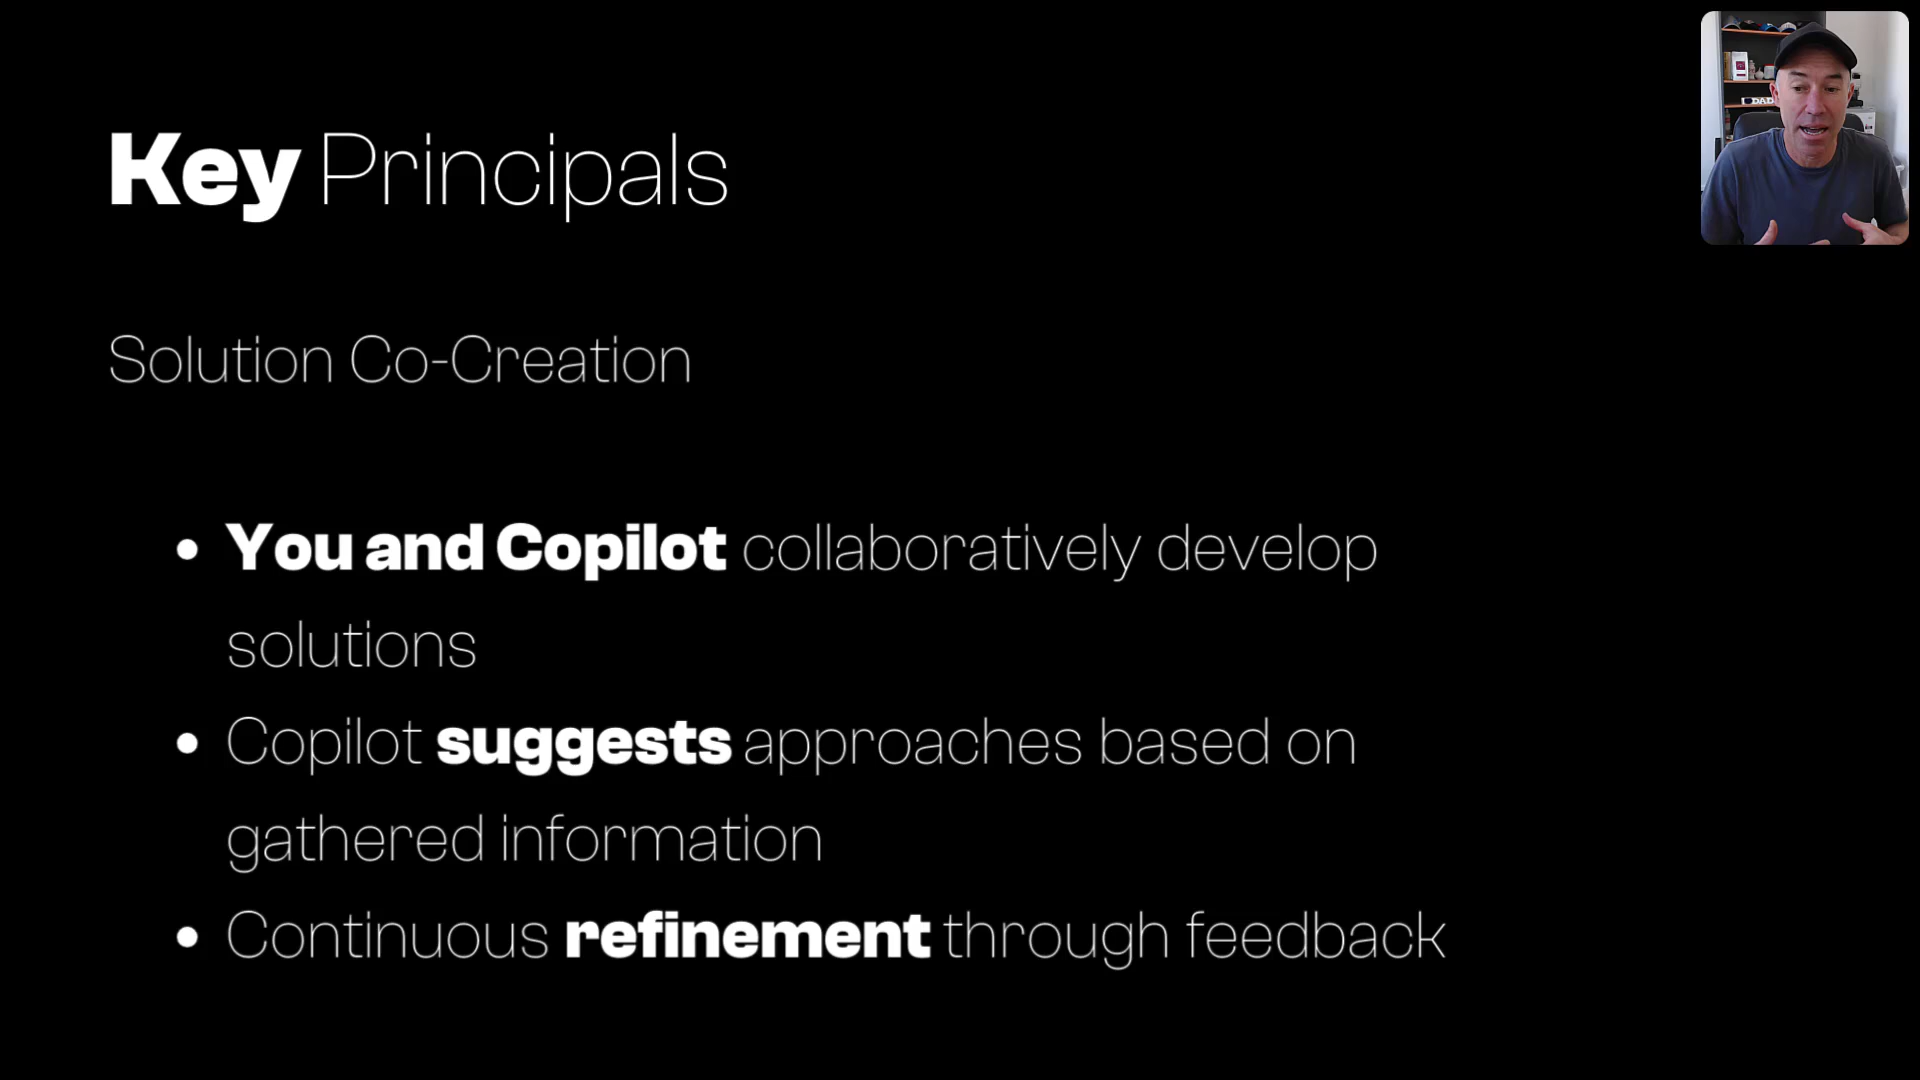 Key Principals
Solution Co-Creation
• You and Copilot collaboratively develop
solutions
• Copilot suggests approaches based on
gathered information
• Continuous refinement through feedback
DAD